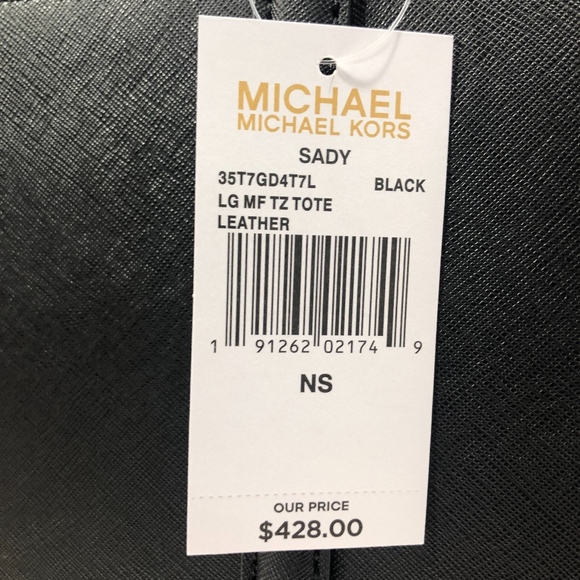 MICHAEL
MICHAEL KORS
SADY
35T7GD4T7L BLACK
LG MF TZ TOTE
LEATHER
1 91262 02174 9
NS
OUR PRICE
$428.00